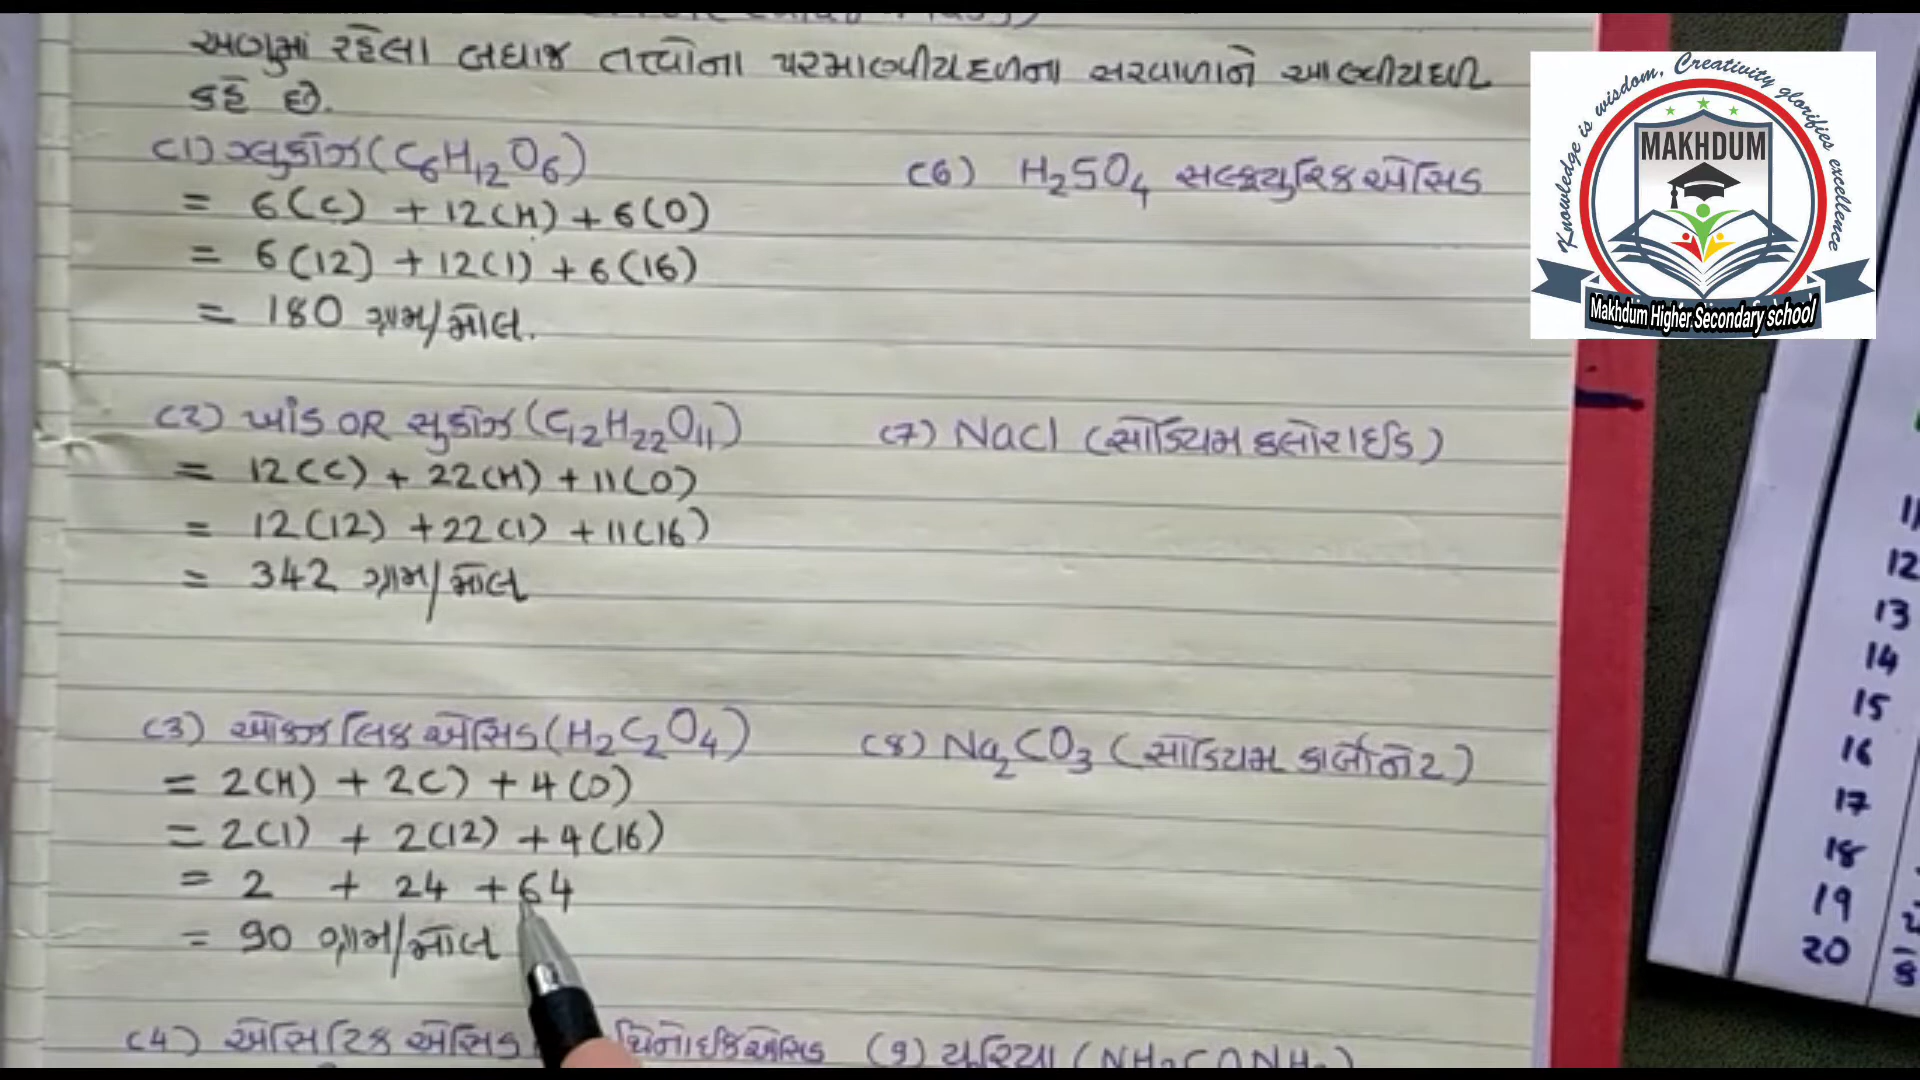 અણુમાં રહેલા બધાજ તત્ત્વોના પરમાણ્વીયદળના સરવાળાને આણ્વીયદળ
કહે છે.
(1) ગ્લુકોઝ (C6H12O6)
= 6(C) + 12(H) + 6(O)
= 6(12) + 12(1) + 6(16)
= 180 ગ્રામ/મોલ.
(2) ખાંડ OR સુક્રોઝ (C12H22O11)
= 12(C) + 22(H) + 11(O)
= 12(12) + 22(1) + 11(16)
= 342 ગ્રામ/મોલ
(3) ઓક્ઝલિક એસિડ (H2C2O4)
= 2(H) + 2C) + 4(O)
= 2(1) + 2(12) + 4(16)
= 2 + 24 + 64
= 90 ગ્રામ/મોલ
(4) એસિટિક એસિડ
(6) H2SO4 સલ્ફ્યુરિક એસિડ
(7) NaCl (સોડિયમ ક્લોરાઈડ)
(8) Na2CO3 (સોડિયમ કાર્બોનેટ)
(9) યુરિયા (NH2CONH2)
Knowledge is wisdom, Creativity glorifies excellence
MAKHDUM
Makhdum Higher Secondary school
11
12
13
14
15
16
17
18
19
20